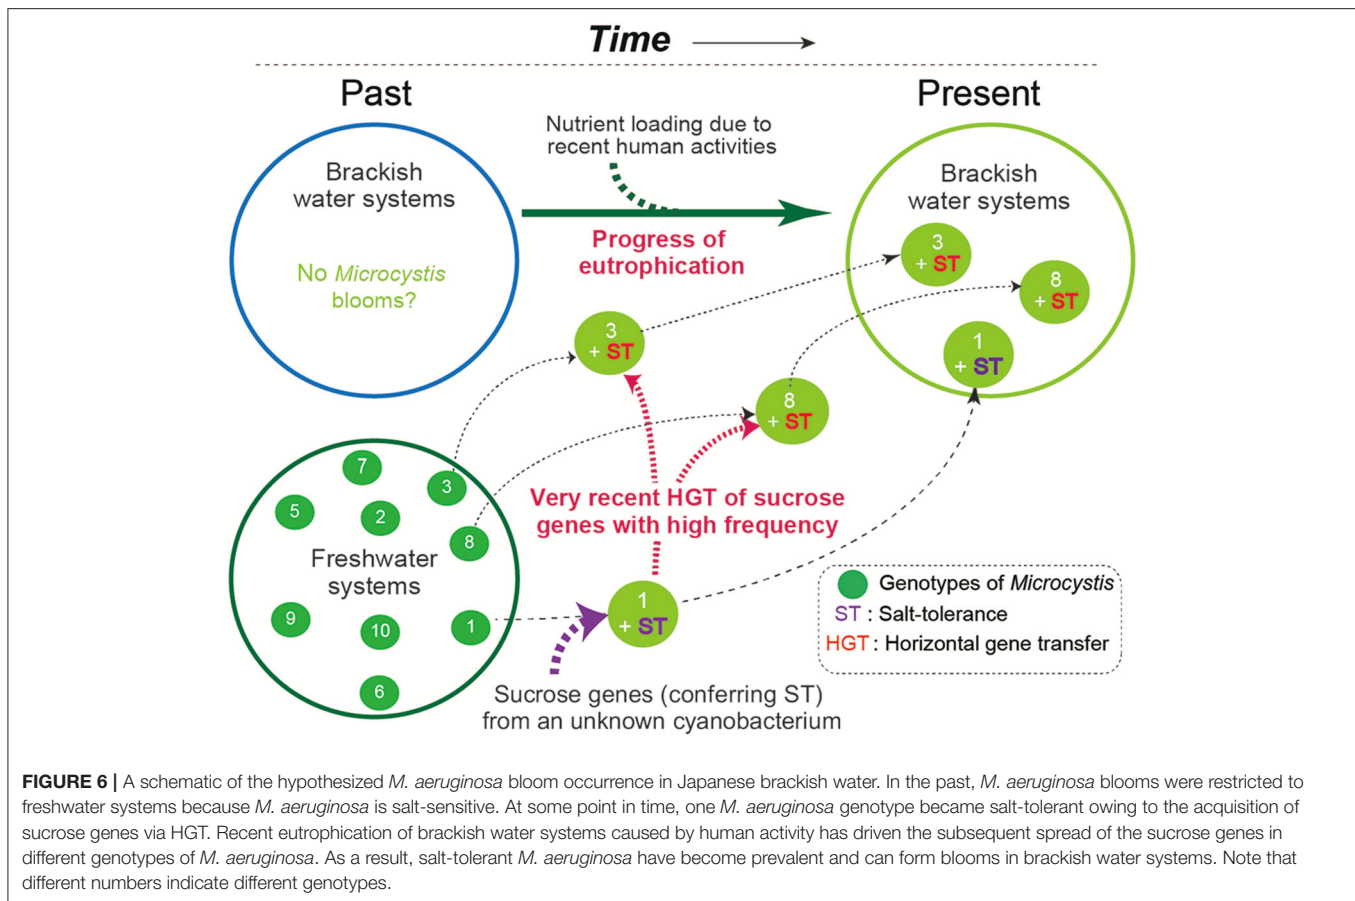 Time
Past
Present
Nutrient loading due to
recent human activities
Brackish
water systems
No Microcystis
blooms?
Progress of
eutrophication
Brackish
water systems
3
+ ST
8
+ ST
1
+ ST
3
+ ST
8
+ ST
Very recent HGT of sucrose
genes with high frequency
7
3
5
2
8
Freshwater
systems
9
10
1
6
1
+ ST
Sucrose genes (conferring ST)
from an unknown cyanobacterium
Genotypes of Microcystis
ST : Salt-tolerance
HGT : Horizontal gene transfer
FIGURE 6 | A schematic of the hypothesized M. aeruginosa bloom occurrence in Japanese brackish water. In the past, M. aeruginosa blooms were restricted to
freshwater systems because M. aeruginosa is salt-sensitive. At some point in time, one M. aeruginosa genotype became salt-tolerant owing to the acquisition of
sucrose genes via HGT. Recent eutrophication of brackish water systems caused by human activity has driven the subsequent spread of the sucrose genes in
different genotypes of M. aeruginosa. As a result, salt-tolerant M. aeruginosa have become prevalent and can form blooms in brackish water systems. Note that
different numbers indicate different genotypes.